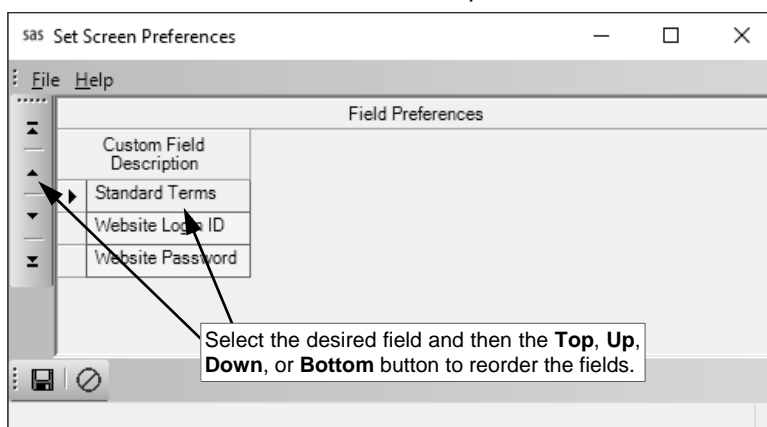 sas Set Screen Preferences
File Help
Field Preferences
Custom Field
Description
Standard Terms
Website Login ID
Website Password
Select the desired field and then the Top, Up,
Down, or Bottom button to reorder the fields.